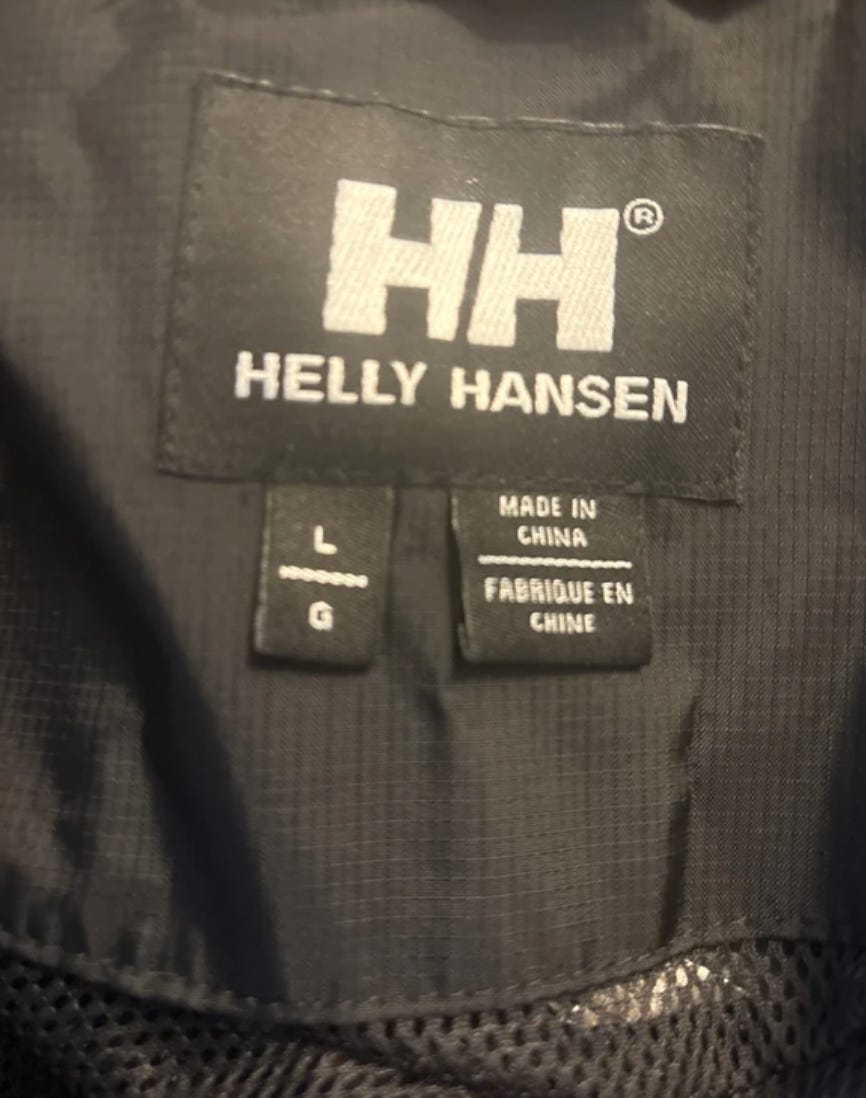 HH®
HELLY HANSEN
L
G
MADE IN
CHINA
FABRIQUE EN
CHINE